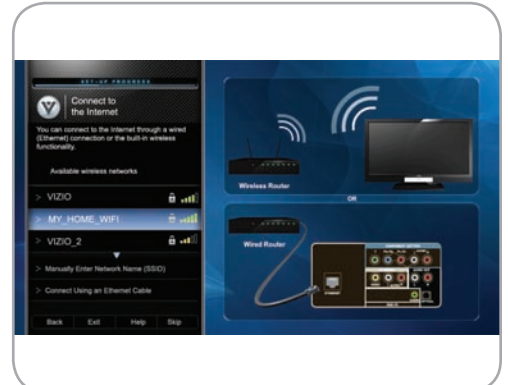 SET-UP PROGRESS
Connect to
the Internet
You can connect to the Internet through a wired
(Ethernet) connection or the built-in wireless
functionality.
Available wireless networks
> VIZIO
> MY_HOME_WIFI
> VIZIO_2
> Manually Enter Network Name (SSID)
> Connect Using an Ethernet Cable
Back Exit Help Skip
Wireless Router
OR
Wired Router
ETHERNET